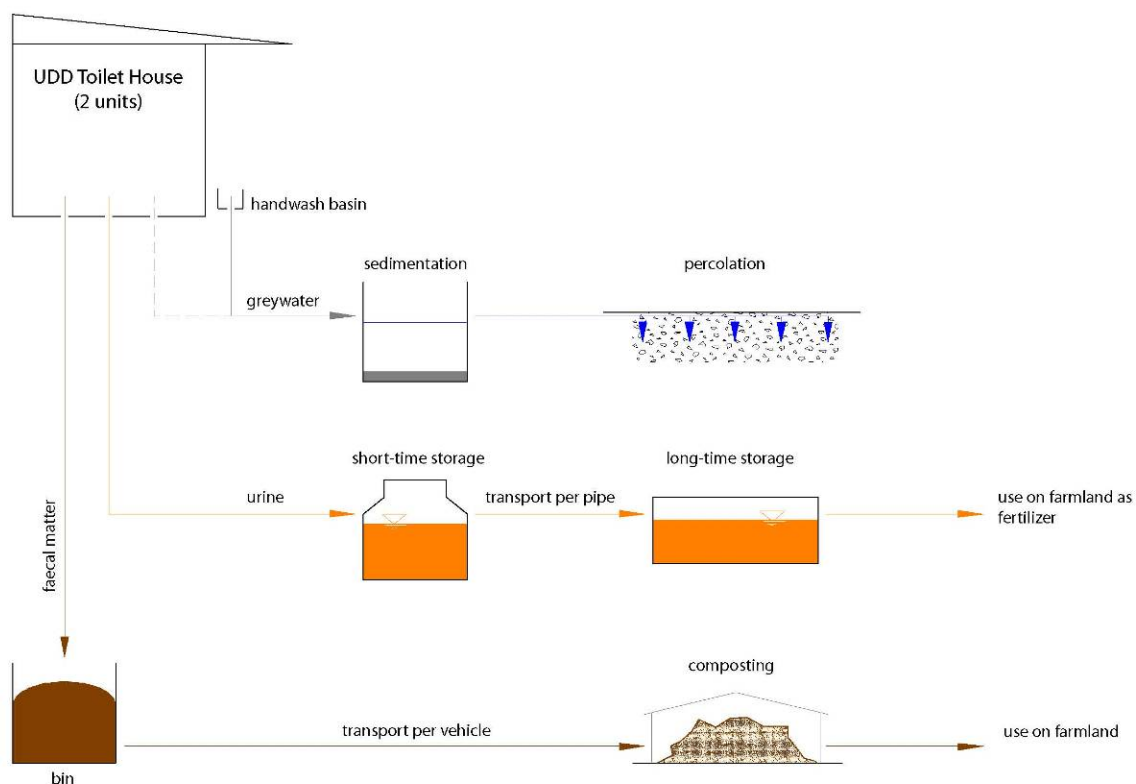 UDD Toilet House
(2 units)
handwash basin
sedimentation
percolation
greywater
short-time storage
long-time storage
urine
transport per pipe
use on farmland as
fertilizer
faecal matter
composting
transport per vehicle
use on farmland
bin